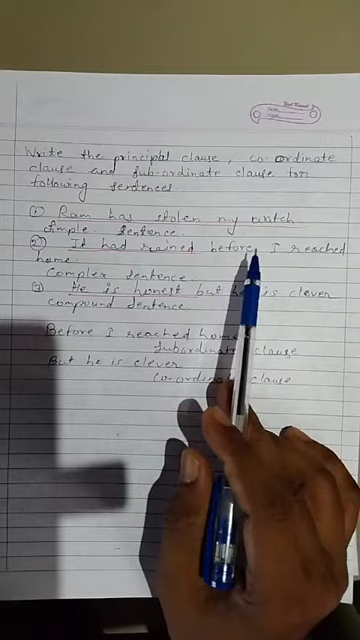 Write the principal clause, co-ordinate
clause and sub-ordinate clause for
following sentences
① Ram has stolen my watch
simple sentence.
② It had rained before I reached
home
Complex sentence.
③ He is honest but he is clever
compound sentence
Before I reached home
Subordinate clause
But he is clever
co-ordinate clause